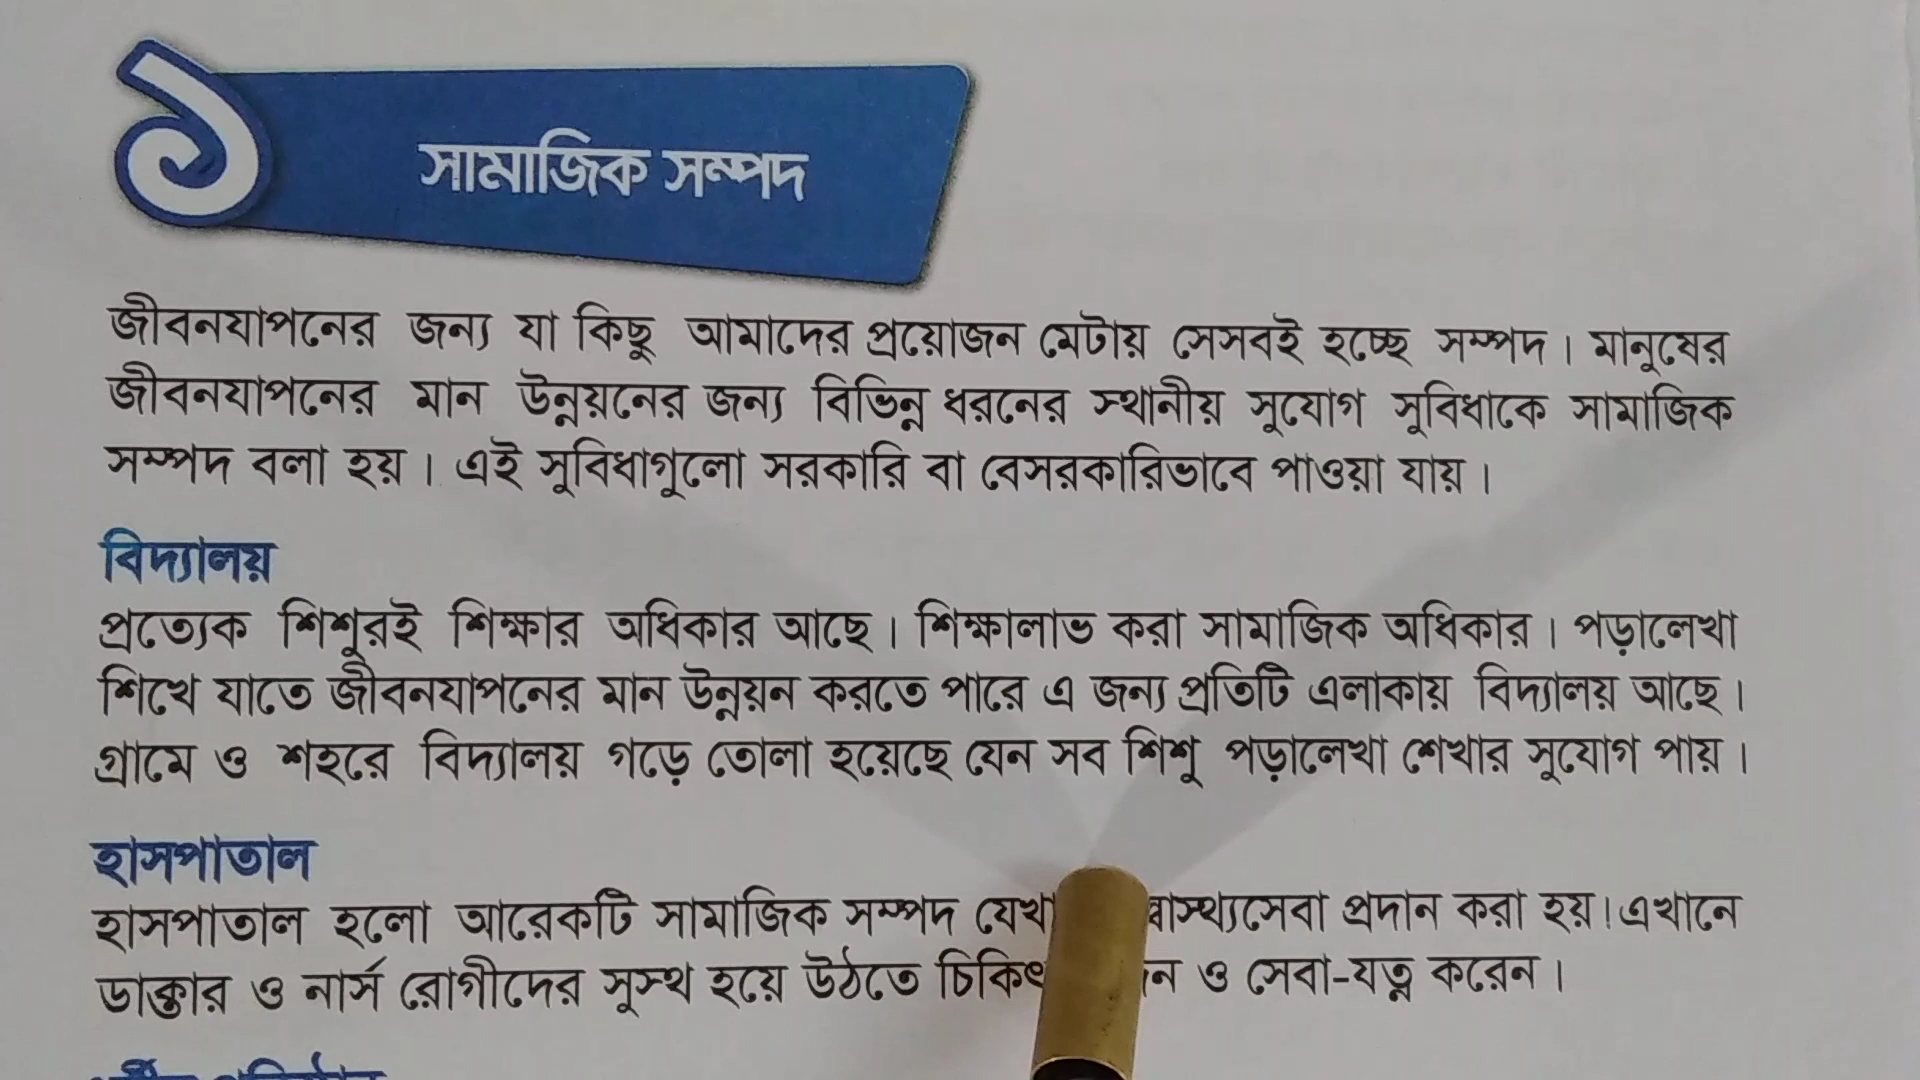 ১
সামাজিক সম্পদ
জীবনযাপনের জন্য যা কিছু আমাদের প্রয়োজন মেটায় সেসবই হচ্ছে সম্পদ। মানুষের
জীবনযাপনের মান উন্নয়নের জন্য বিভিন্ন ধরনের স্থানীয় সুযোগ সুবিধাকে সামাজিক
সম্পদ বলা হয়। এই সুবিধাগুলো সরকারি বা বেসরকারিভাবে পাওয়া যায়।
বিদ্যালয়
প্রত্যেক শিশুরই শিক্ষার অধিকার আছে। শিক্ষালাভ করা সামাজিক অধিকার। পড়ালেখা
শিখে যাতে জীবনযাপনের মান উন্নয়ন করতে পারে এ জন্য প্রতিটি এলাকায় বিদ্যালয় আছে।
গ্রামে ও শহরে বিদ্যালয় গড়ে তোলা হয়েছে যেন সব শিশু পড়ালেখা শেখার সুযোগ পায়।
হাসপাতাল
হাসপাতাল হলো আরেকটি সামাজিক সম্পদ প্রদান করা হয়। এখানে
ডাক্তার ও নার্স রোগীদের সুস্থ হয়ে উঠতে ও সেবা-যত্ন করেন।